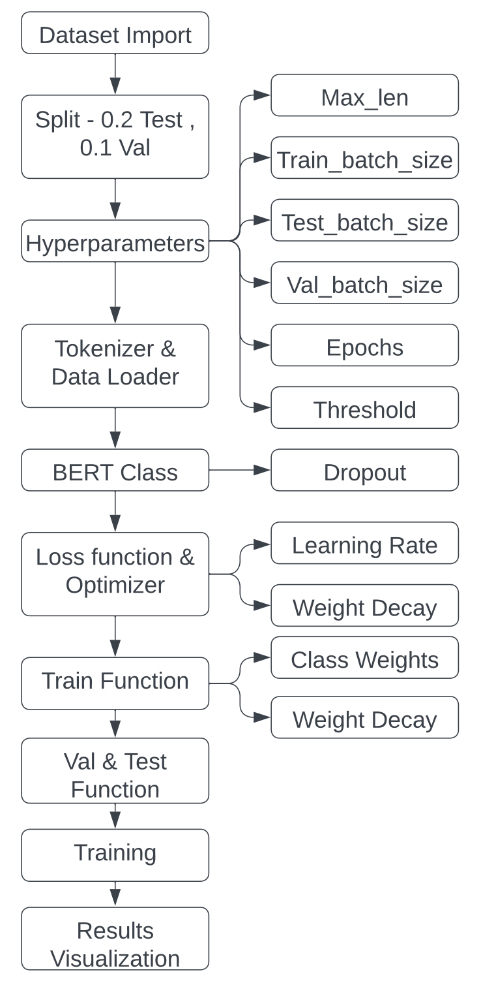 Dataset Import
Split - 0.2 Test ,
0.1 Val
Hyperparameters
Max_len
Train_batch_size
Test_batch_size
Val_batch_size
Epochs
Threshold
Tokenizer &
Data Loader
BERT Class
Dropout
Loss function &
Optimizer
Learning Rate
Weight Decay
Train Function
Class Weights
Weight Decay
Val & Test
Function
Training
Results
Visualization